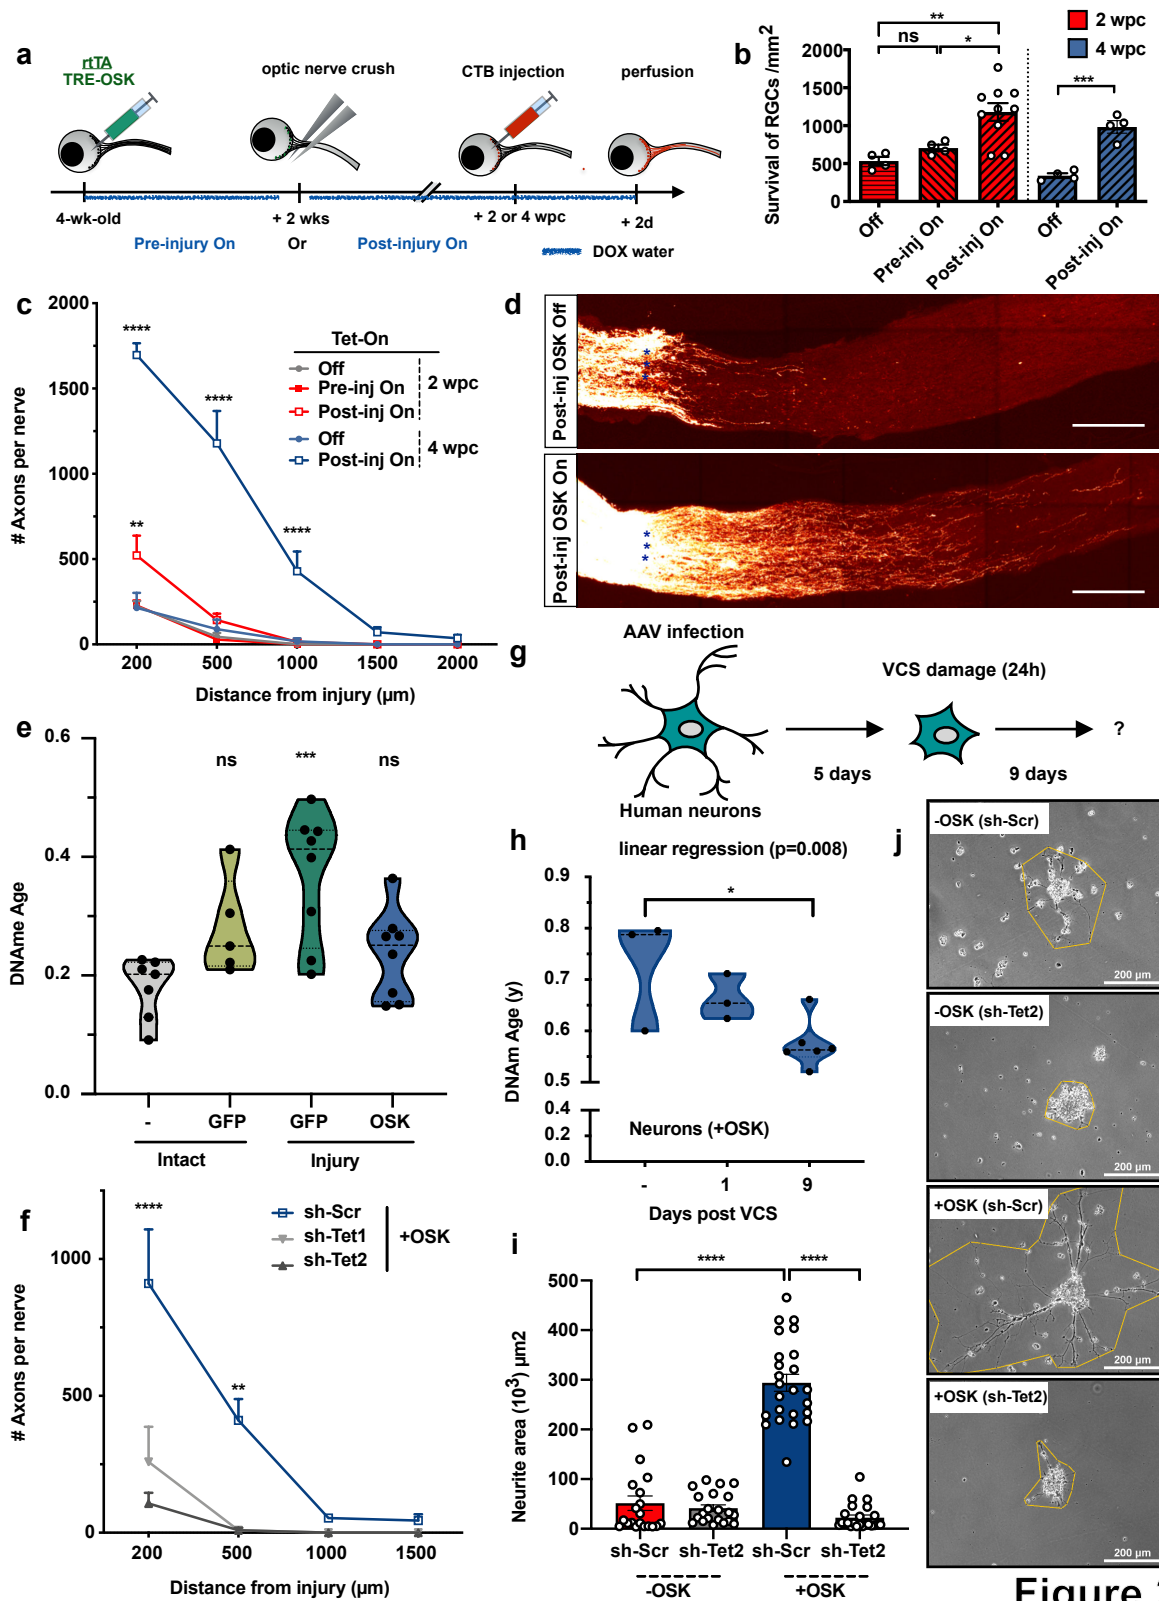 a
rtTA
TRE-OSK
optic nerve crush
CTB injection
perfusion
4-wk-old
+ 2 wks
+ 2 or 4 wpc
+ 2d
Pre-injury On
Or
Post-injury On
DOX water
b
2 wpc
4 wpc
Survival of RGCs /mm2
2000
1500
1000
500
0
**
ns
*
***
Off
Pre-inj On
Post-inj On
Off
Post-inj On
c
# Axons per nerve
2000
1500
1000
500
0
****
****
****
**
Tet-On
Off
Pre-inj On
Post-inj On
2 wpc
Off
Post-inj On
4 wpc
200
500
1000
1500
2000
Distance from injury (µm)
d
Post-inj OSK Off
***
Post-inj OSK On
***
e
DNAme Age
0.6
0.4
0.2
0.0
ns
***
ns
-
GFP
GFP
OSK
Intact
Injury
f
# Axons per nerve
1000
500
0
****
**
sh-Scr
sh-Tet1
sh-Tet2
+OSK
200
500
1000
1500
Distance from injury (µm)
g
AAV infection
VCS damage (24h)
5 days
9 days
?
Human neurons
h
linear regression (p=0.008)
DNAm Age (y)
0.9
0.8
0.7
0.6
0.5
0.4
0.0
*
Neurons (+OSK)
-
1
9
Days post VCS
i
Neurite area (10³) µm2
500
400
300
200
100
0
****
****
sh-Scr
sh-Tet2
sh-Scr
sh-Tet2
-OSK
+OSK
j
-OSK (sh-Scr)
200 µm
-OSK (sh-Tet2)
200 µm
+OSK (sh-Scr)
200 µm
+OSK (sh-Tet2)
200 µm
Figure